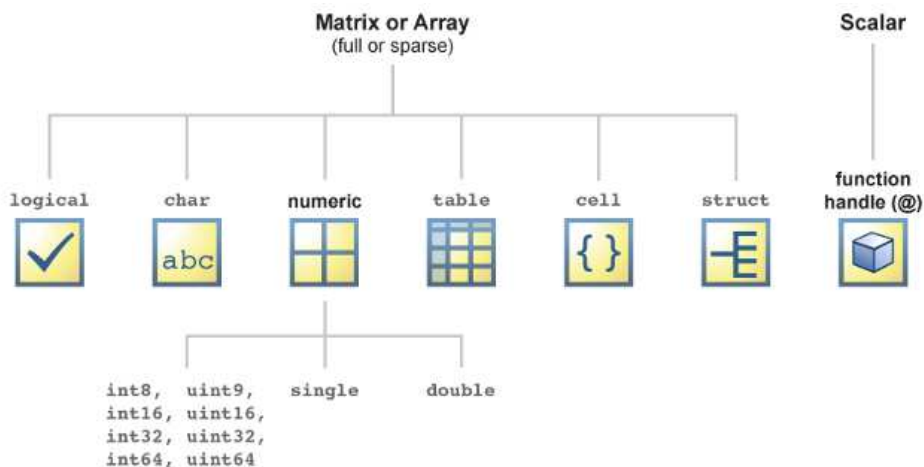 Matrix or Array
(full or sparse)
Scalar
logical
char
numeric
table
cell
struct
function
handle (@)
abc
{ }
int8, uint9,
int16, uint16,
int32, uint32,
int64, uint64
single
double